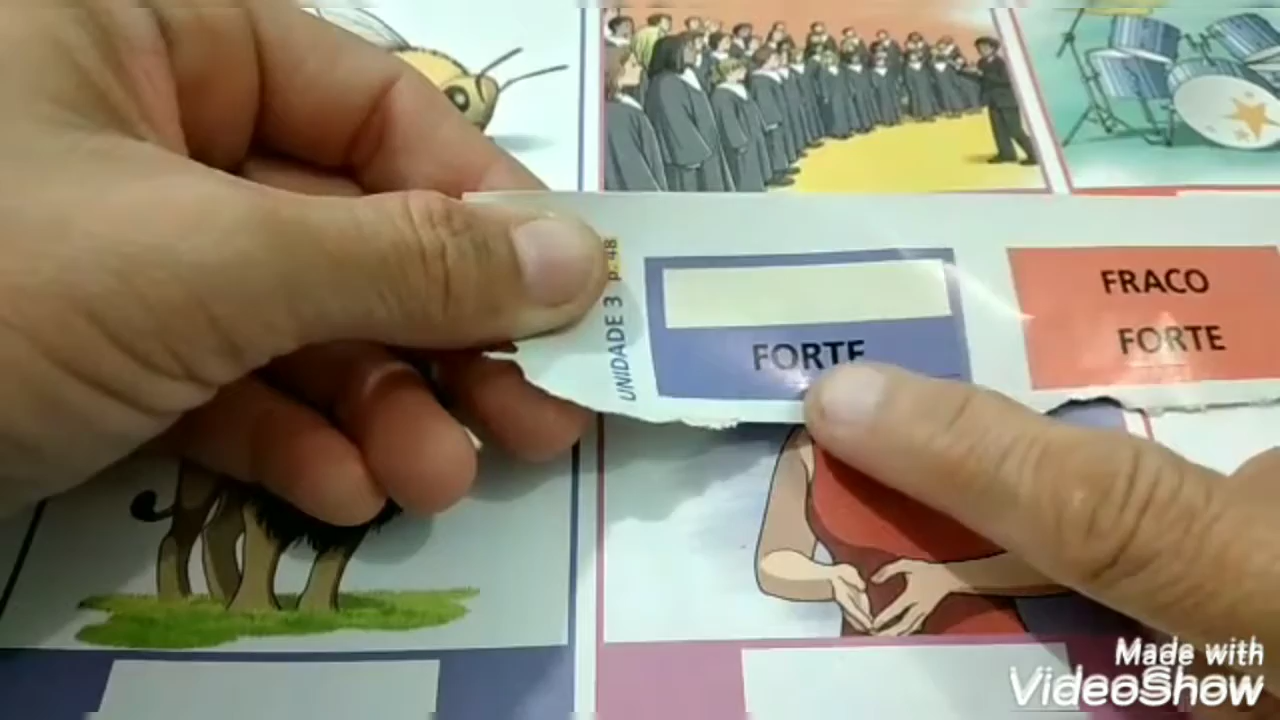 UNIDADE 3 p. 48
FORTE
FRACO
FORTE
Made with
VideoShow